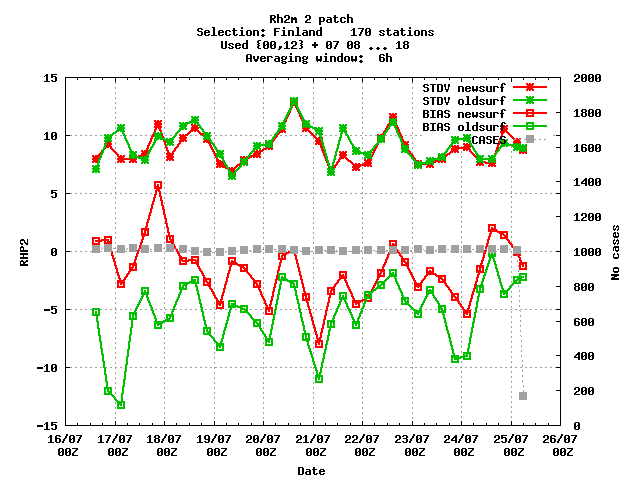 Rh2m 2 patch
Selection: Finland 170 stations
Used {00,12} + 07 08 ... 18
Averaging window: 6h
STDV newsurf
STDV oldsurf
BIAS newsurf
BIAS oldsurf
CASES
15
10
5
0
-5
-10
-15
RHP2
2000
1800
1600
1400
1200
1000
800
600
400
200
0
No cases
16/07 17/07 18/07 19/07 20/07 21/07 22/07 23/07 24/07 25/07 26/07
00Z 00Z 00Z 00Z 00Z 00Z 00Z 00Z 00Z 00Z 00Z
Date